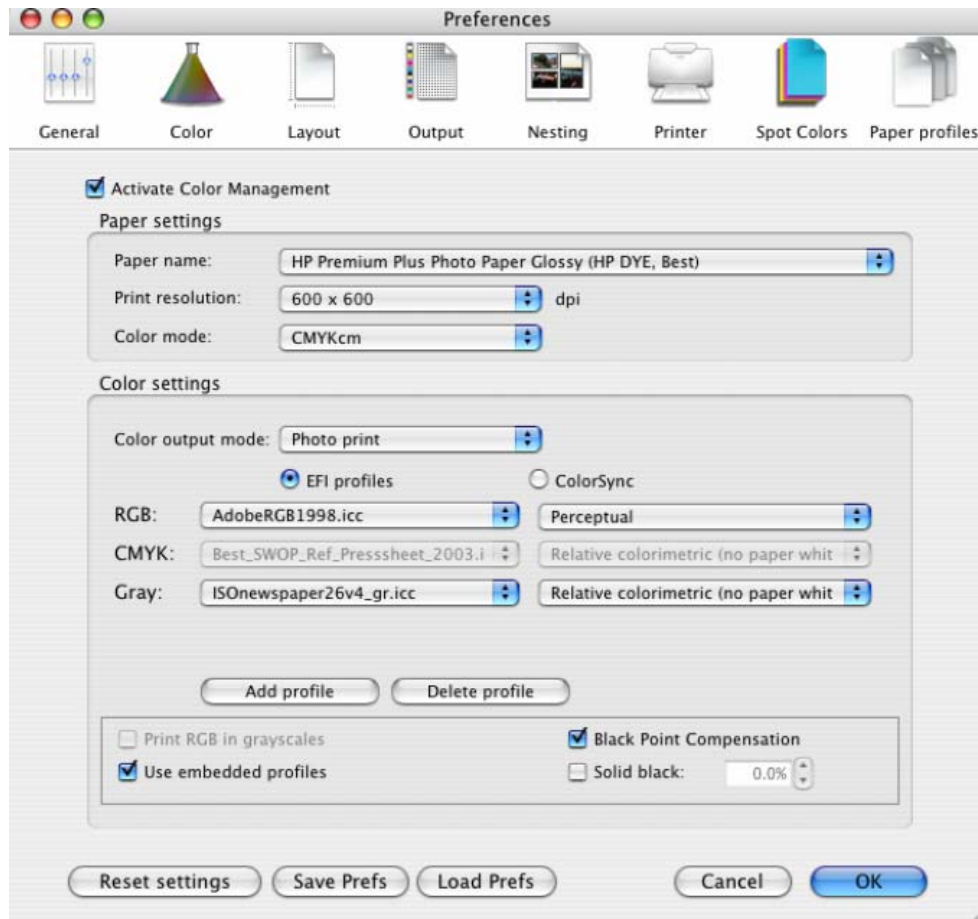 Preferences
General Color Layout Output Nesting Printer Spot Colors Paper profiles
Activate Color Management
Paper settings
Paper name: HP Premium Plus Photo Paper Glossy (HP DYE, Best)
Print resolution: 600 x 600 dpi
Color mode: CMYKcm
Color settings
Color output mode: Photo print
EFI profiles ColorSync
RGB: AdobeRGB1998.icc Perceptual
CMYK: Best_SWOP_Ref_Presssheet_2003.i Relative colorimetric (no paper whit
Gray: ISOnewspaper26v4_gr.icc Relative colorimetric (no paper whit
Add profile Delete profile
Print RGB in grayscales Black Point Compensation
Use embedded profiles Solid black: 0.0%
Reset settings Save Prefs Load Prefs Cancel OK